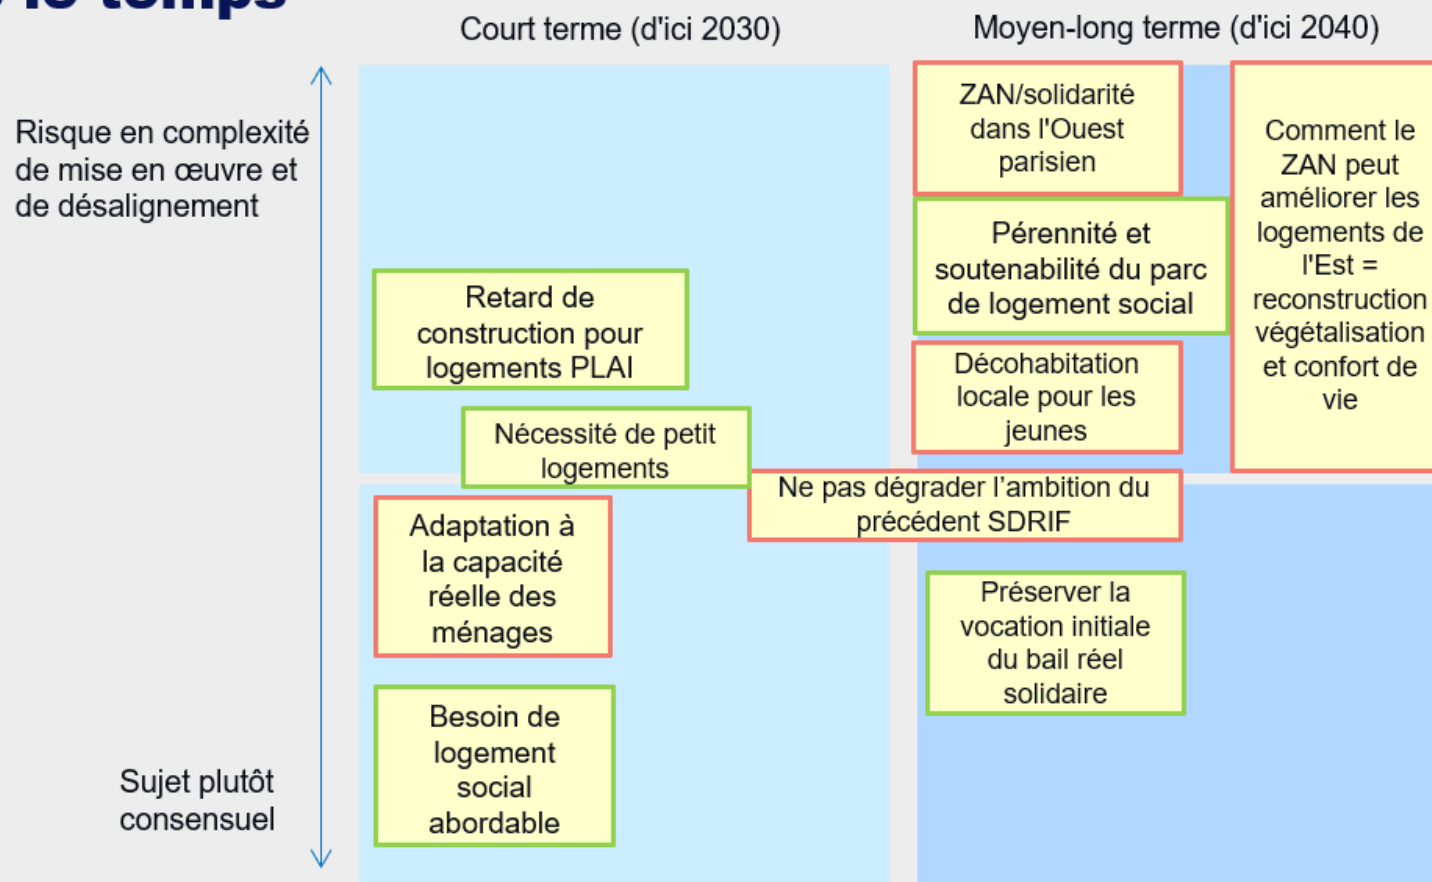 le temps
Court terme (d'ici 2030)
Moyen-long terme (d'ici 2040)
Risque en complexité
de mise en œuvre et
de désalignement
Sujet plutôt
consensuel
Retard de
construction pour
logements PLAI
Nécessité de petit
logements
Adaptation à
la capacité
réelle des
ménages
Besoin de
logement
social
abordable
ZAN/solidarité
dans l'Ouest
parisien
Pérennité et
soutenabilité du parc
de logement social
Décohabitation
locale pour les
jeunes
Ne pas dégrader l’ambition du
précédent SDRIF
Préserver la
vocation initiale
du bail réel
solidaire
Comment le
ZAN peut
améliorer les
logements de
l'Est =
reconstruction
végétalisation
et confort de
vie